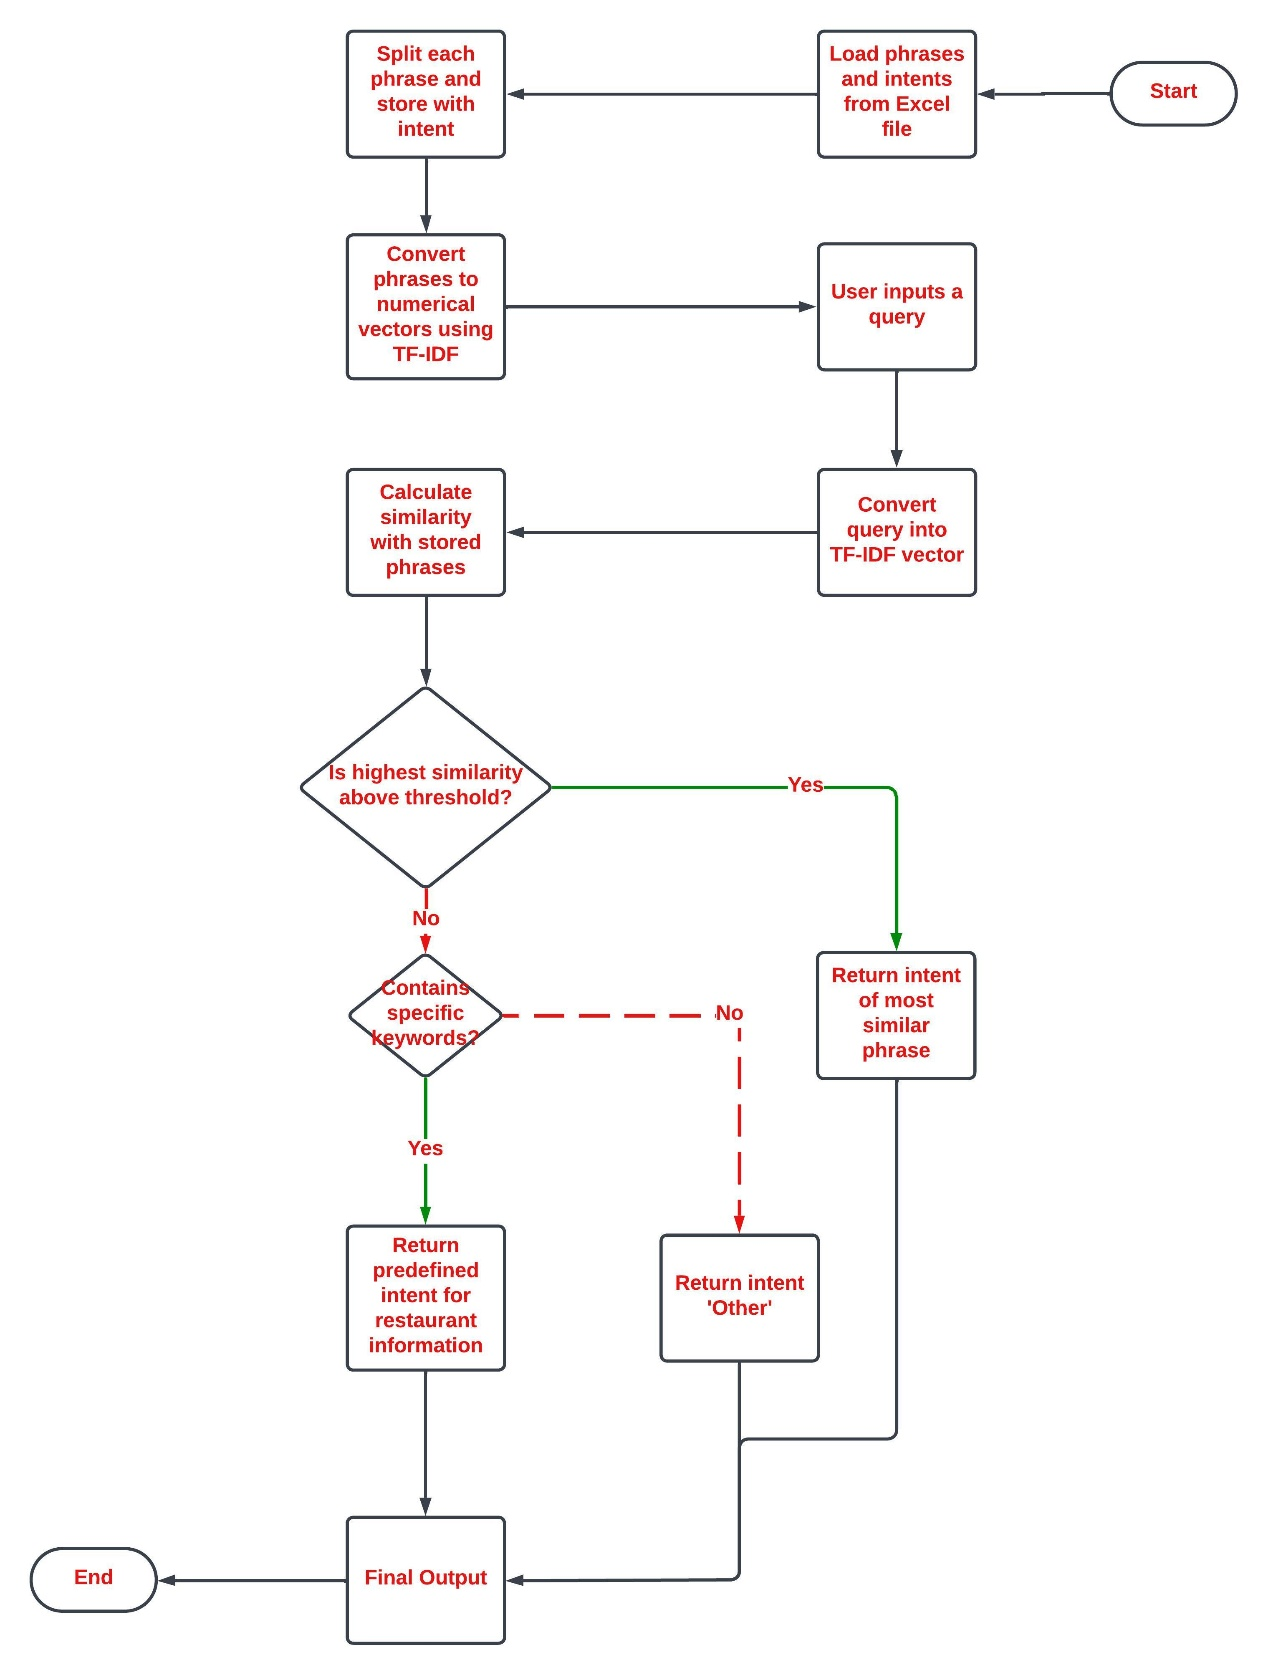 Start
Load phrases
and intents
from Excel
file
Split each
phrase and
store with
intent
Convert
phrases to
numerical
vectors using
TF-IDF
User inputs a
query
Convert
query into
TF-IDF vector
Calculate
similarity
with stored
phrases
Is highest similarity
above threshold?
Yes
No
Contains
specific
keywords?
No
Return intent
of most
similar
phrase
Yes
Return
predefined
intent for
restaurant
information
Return intent
'Other'
Final Output
End